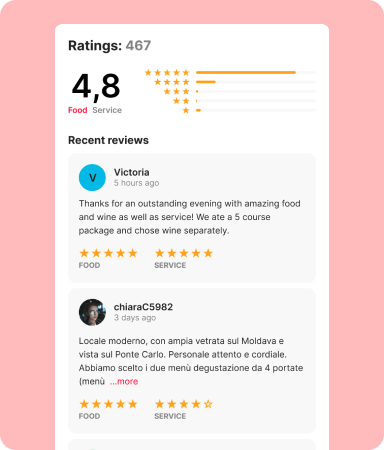 Ratings: 467
4,8
Food Service
Recent reviews
V
Victoria
5 hours ago
Thanks for an outstanding evening with amazing food
and wine as well as service! We ate a 5 course
package and chose wine separately.
FOOD SERVICE
chiaraC5982
3 days ago
Locale moderno, con ampia vetrata sul Moldava e
vista sul Ponte Carlo. Personale attento e cordiale.
Abbiamo scelto i due menù degustazione da 4 portate
(menù ...more
FOOD SERVICE